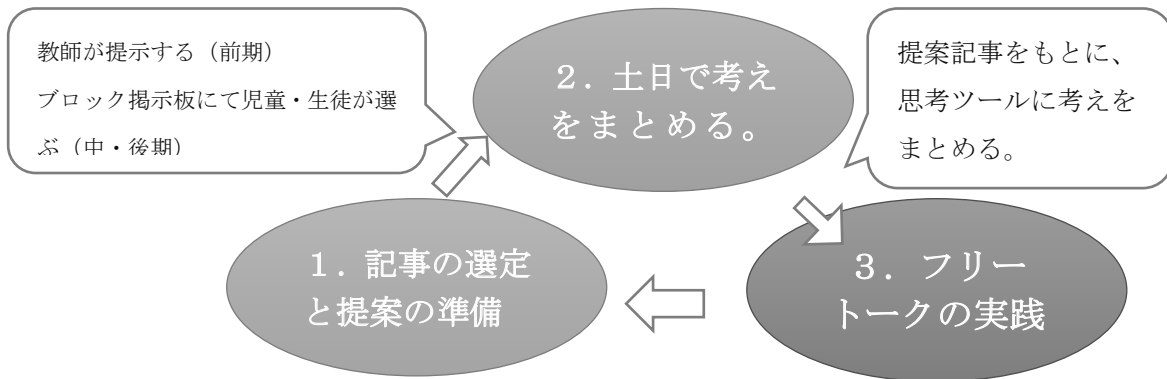 教師が提示する（前期）
ブロック掲示板にて児童・生徒が選
ぶ（中・後期）
２．土日で考え
をまとめる。
提案記事をもとに、
思考ツールに考えを
まとめる。
１．記事の選定
と提案の準備
３．フリー
トークの実践